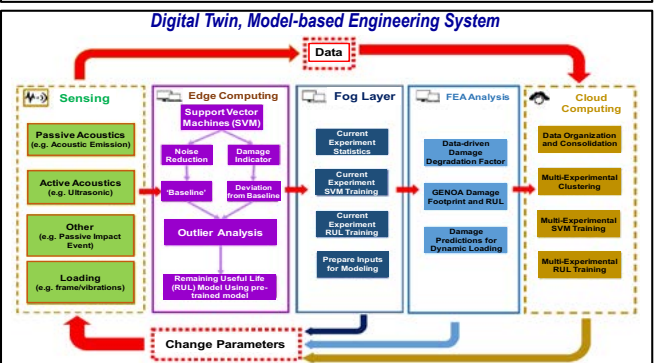 Digital Twin, Model-based Engineering System
Data
Sensing
Passive Acoustics
(e.g. Acoustic Emission)
Active Acoustics
(e.g. Ultrasonic)
Other
(e.g. Passive Impact
Event)
Loading
(e.g. frame/vibrations)
Edge Computing
Support Vector
Machines (SVM)
Noise
Reduction
Damage
Indicator
'Baseline'
Deviation
from Baseline
Outlier Analysis
Remaining Useful Life
(RUL) Model Using pre-
trained model
Fog Layer
Current
Experiment
Statistics
Current
Experiment
SVM Training
Current
Experiment
RUL Training
Prepare Inputs
for Modeling
FEA Analysis
Data-driven
Damage
Degradation Factor
GENOA Damage
Footprint and RUL
Damage
Predictions for
Dynamic Loading
Cloud
Computing
Data Organization
and Consolidation
Multi-Experimental
Clustering
Multi-Experimental
SVM Training
Multi-Experimental
RUL Training
Change Parameters